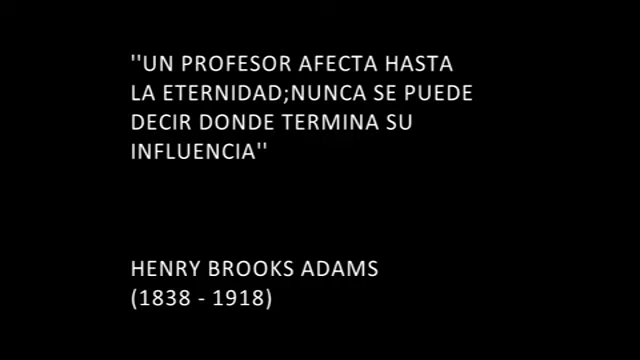 ''UN PROFESOR AFECTA HASTA
LA ETERNIDAD;NUNCA SE PUEDE
DECIR DONDE TERMINA SU
INFLUENCIA''
HENRY BROOKS ADAMS
(1838 - 1918)